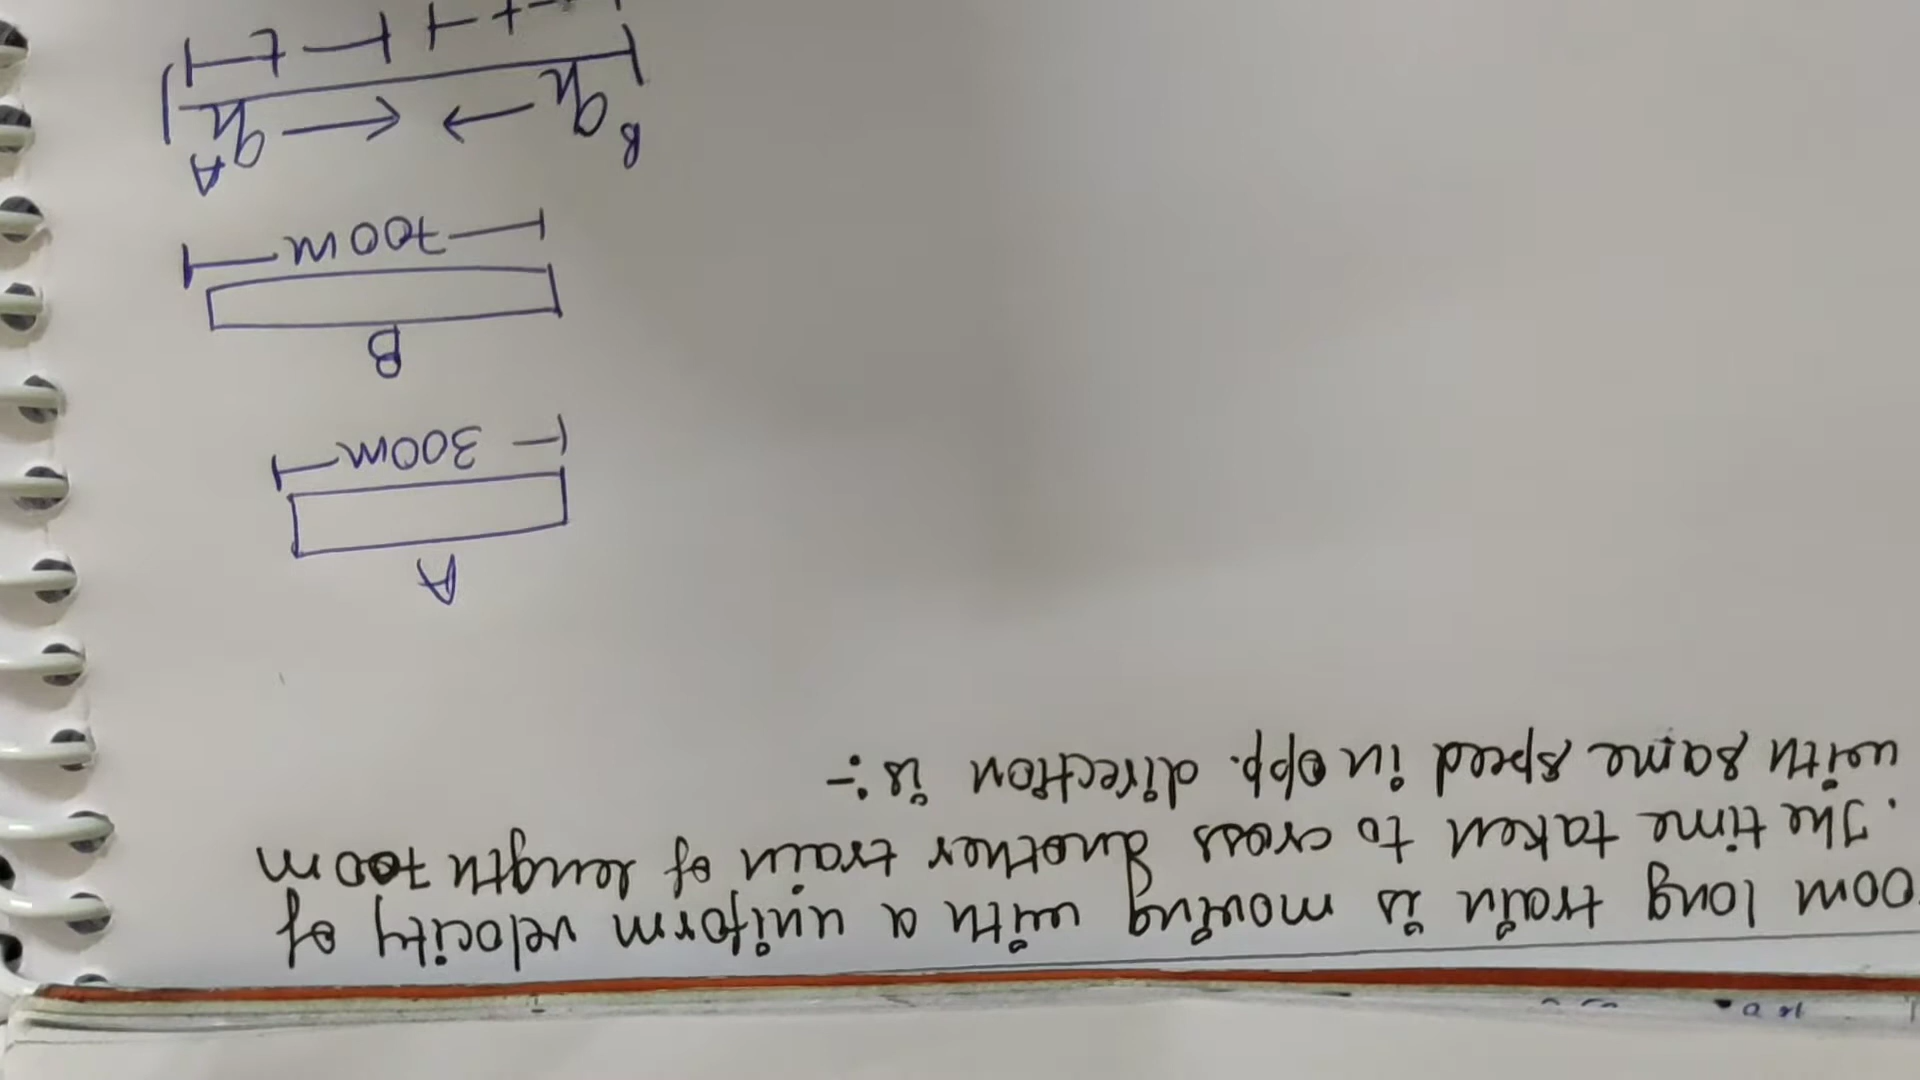 00m long train is moving with a uniform velocity of
. The time taken to cross another train of length 700m
with same speed in opp. direction is :-
A
300m
B
700m
B A